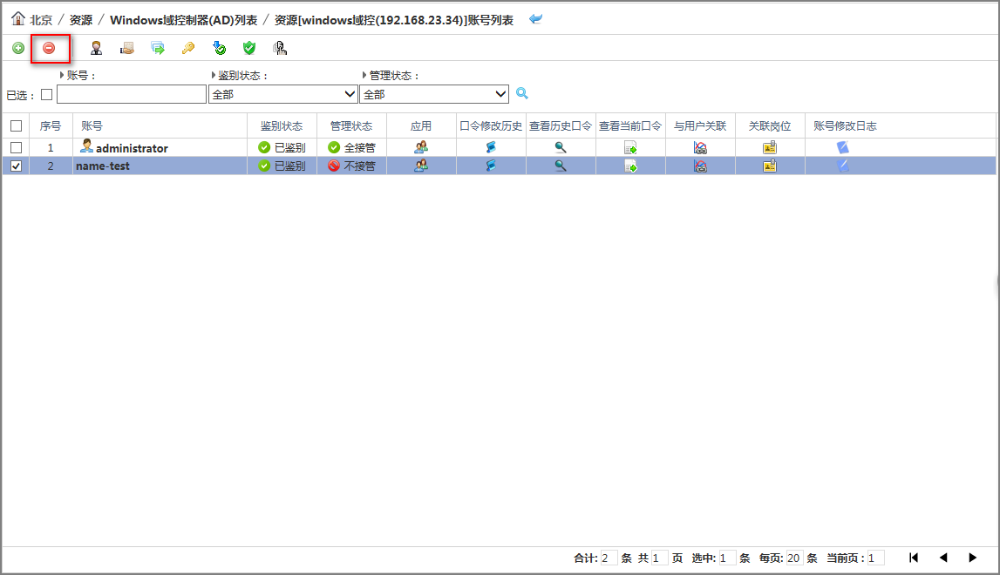 北京 / 资源 / Windows域控制器(AD)列表 / 资源[windows域控(192.168.23.34)]账号列表
账号： 鉴别状态： 管理状态：
已选： 全部 全部
序号 账号 鉴别状态 管理状态 应用 口令修改历史 查看历史口令 查看当前口令 与用户关联 关联岗位 账号修改日志
1 administrator 已鉴别 全接管
2 name-test 已鉴别 不接管
合计: 2 条 共 1 页 选中: 1 条 每页: 20 条 当前页: 1